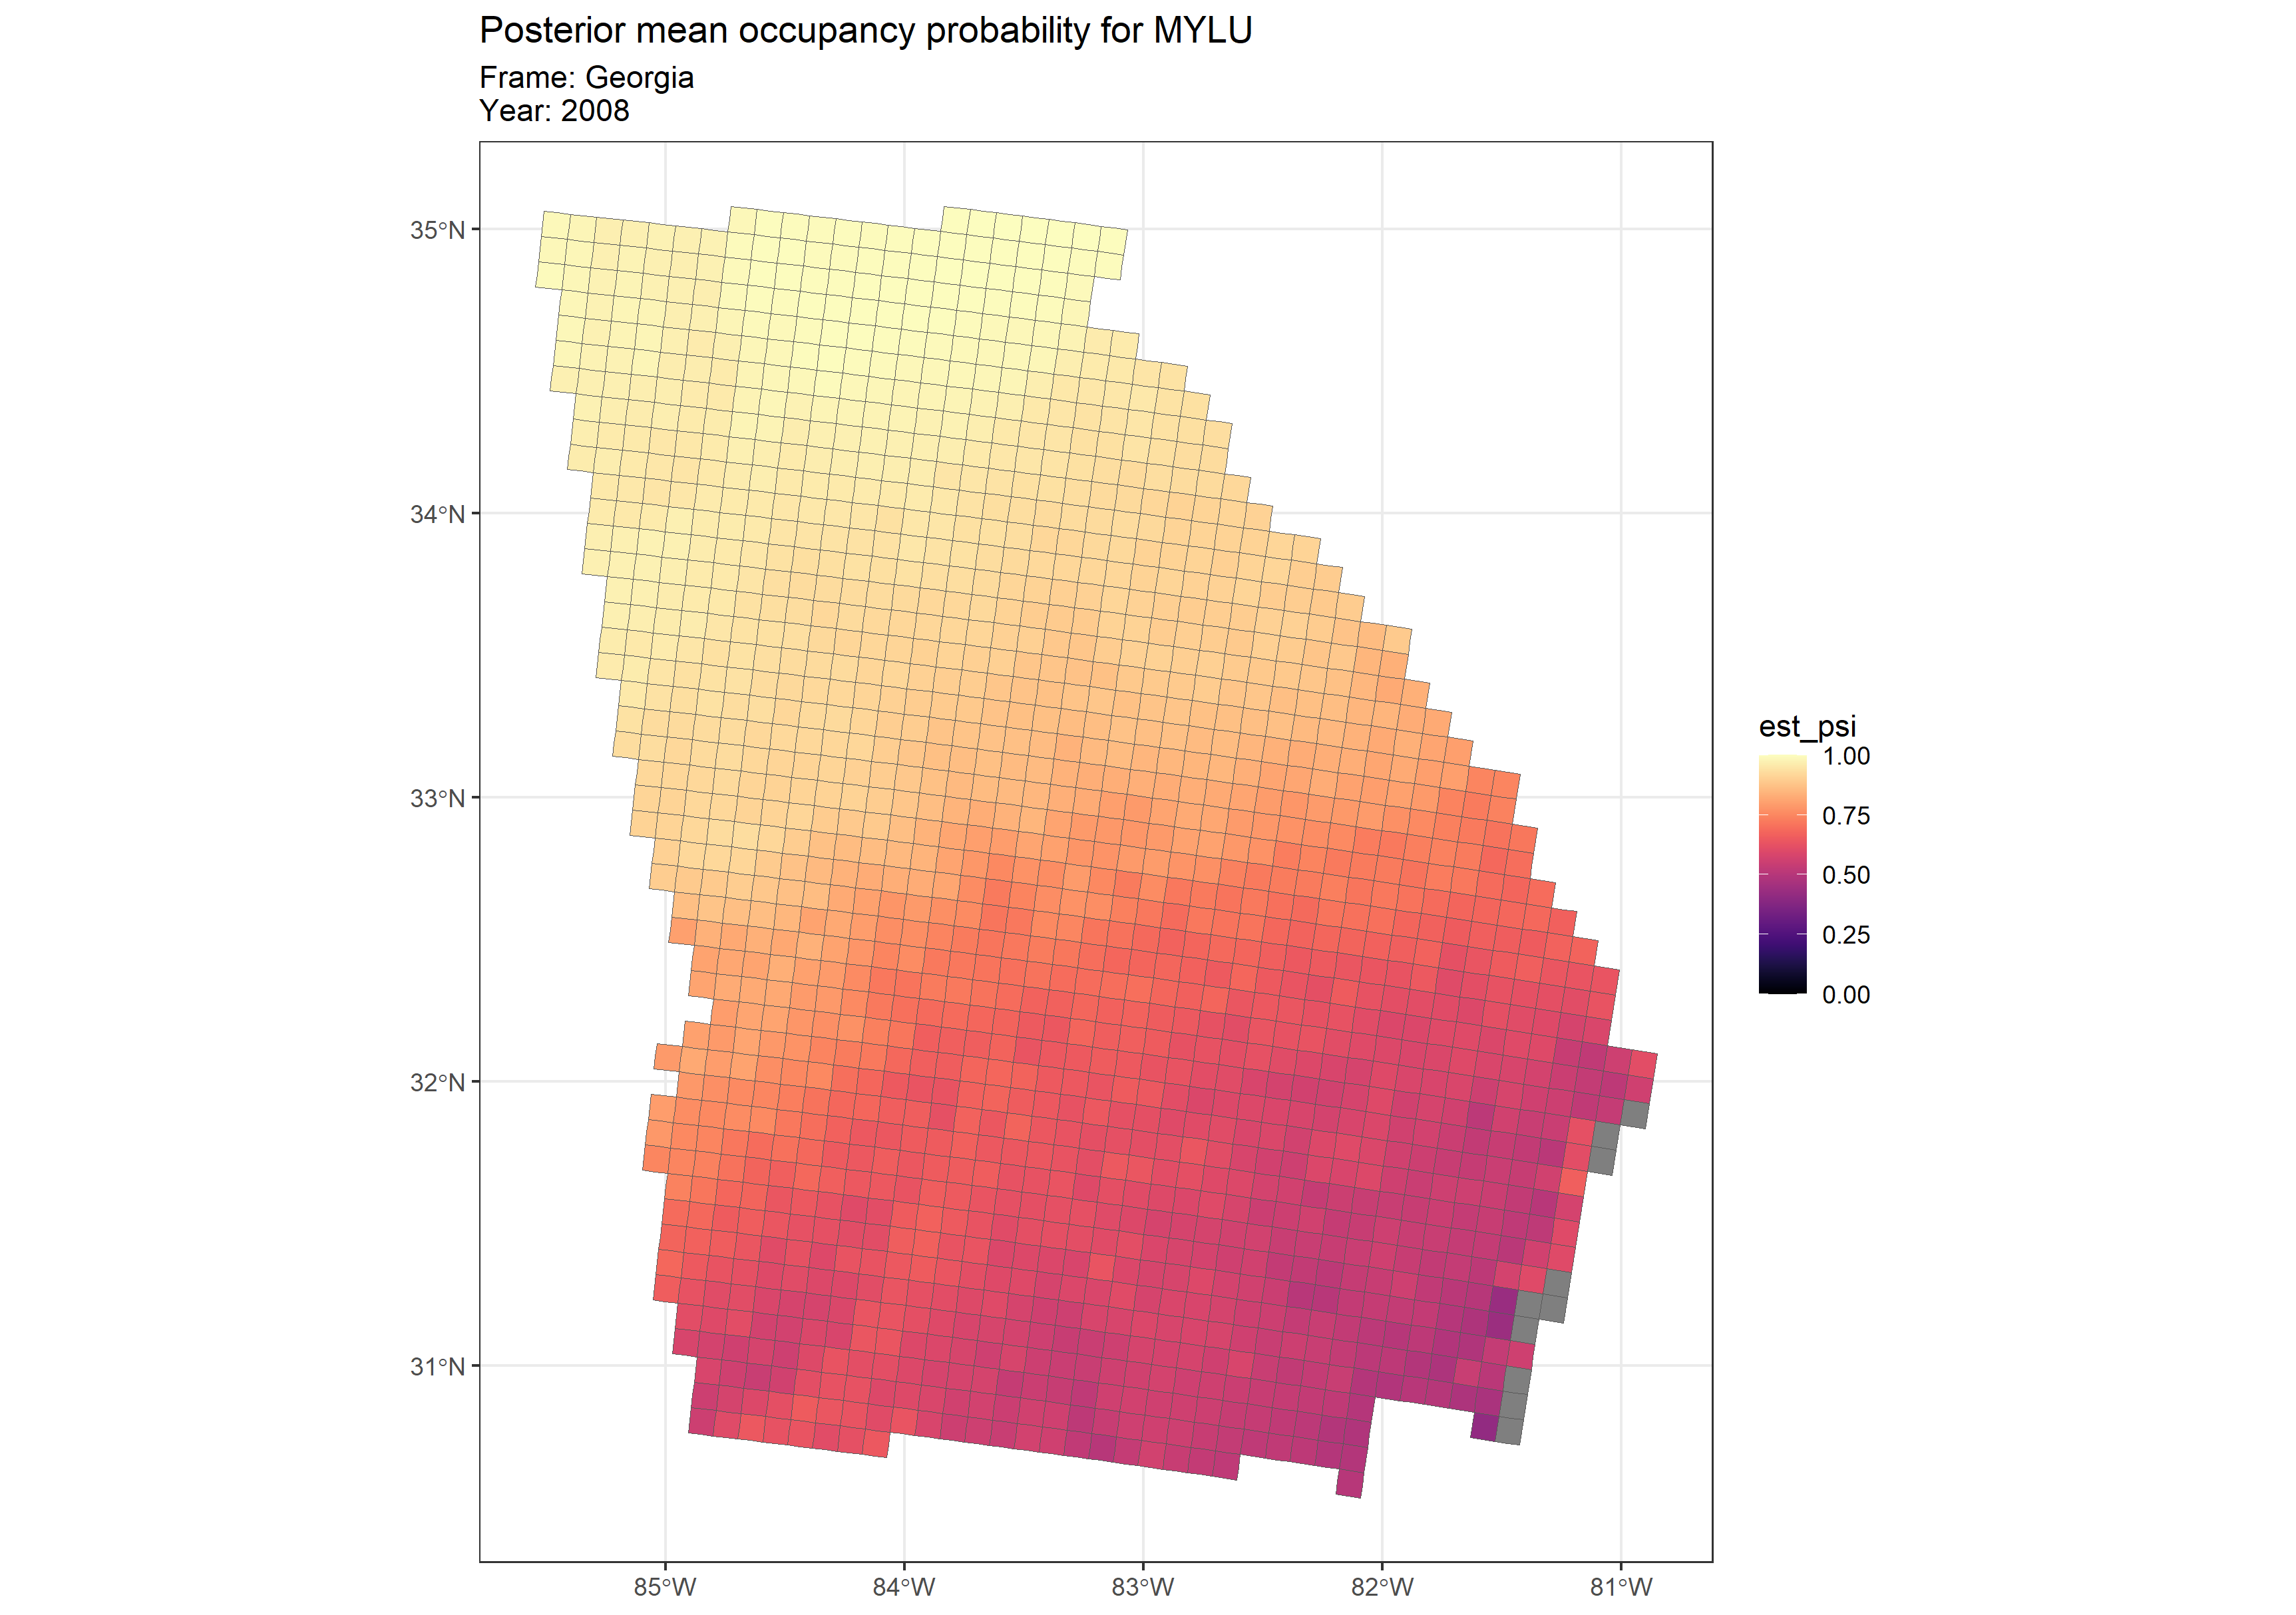 Posterior mean occupancy probability for MYLU
Frame: Georgia
Year: 2008
35°N
34°N
33°N
32°N
31°N
85°W
84°W
83°W
82°W
81°W
est_psi
1.00
0.75
0.50
0.25
0.00